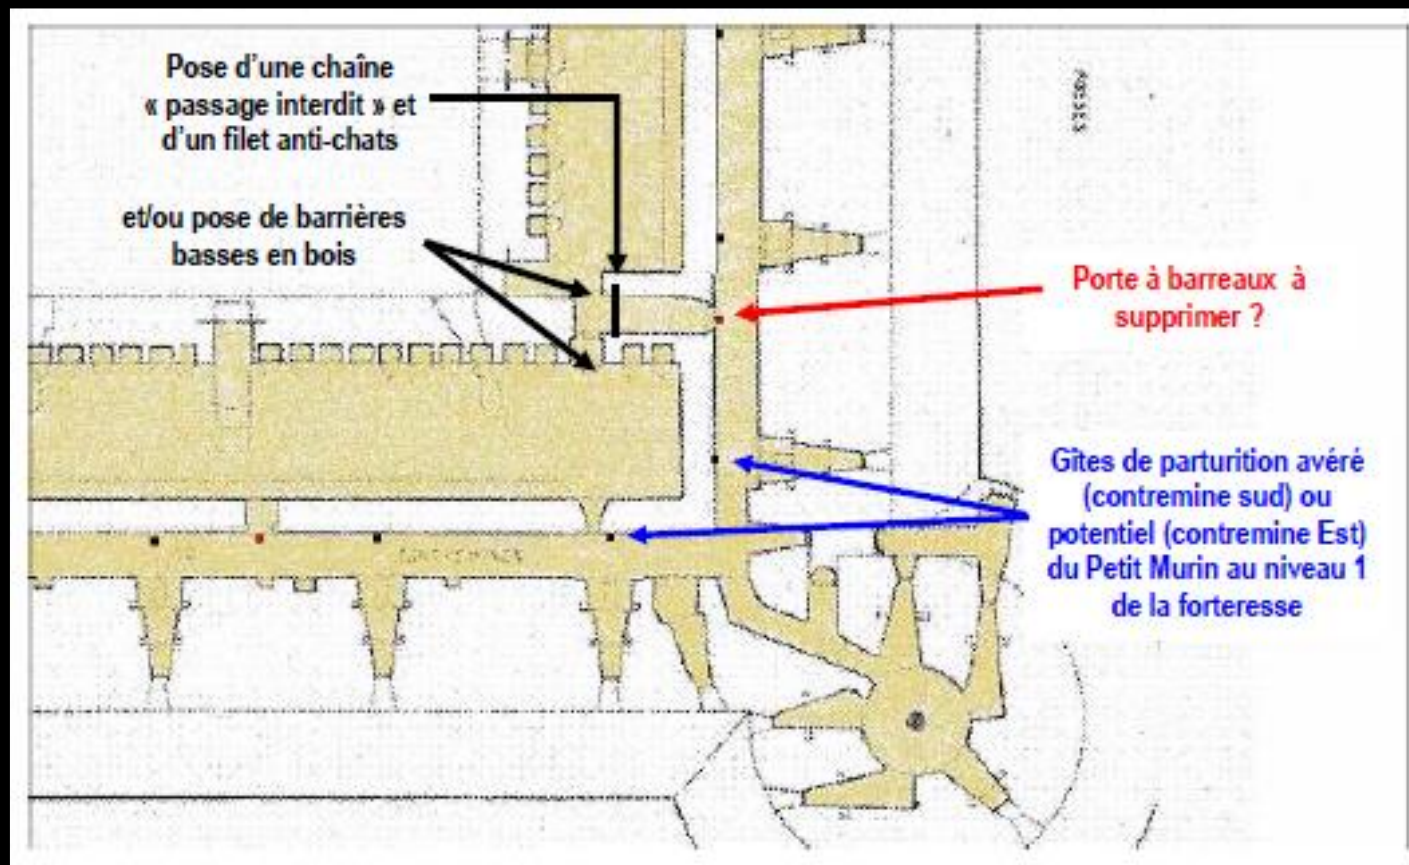 Pose d'une chaîne
« passage interdit » et
d'un filet anti-chats
et/ou pose de barrières
basses en bois
Porte à barreaux à
supprimer ?
Gîtes de parturition avéré
(contremine sud) ou
potentiel (contremine Est)
du Petit Murin au niveau 1
de la forteresse